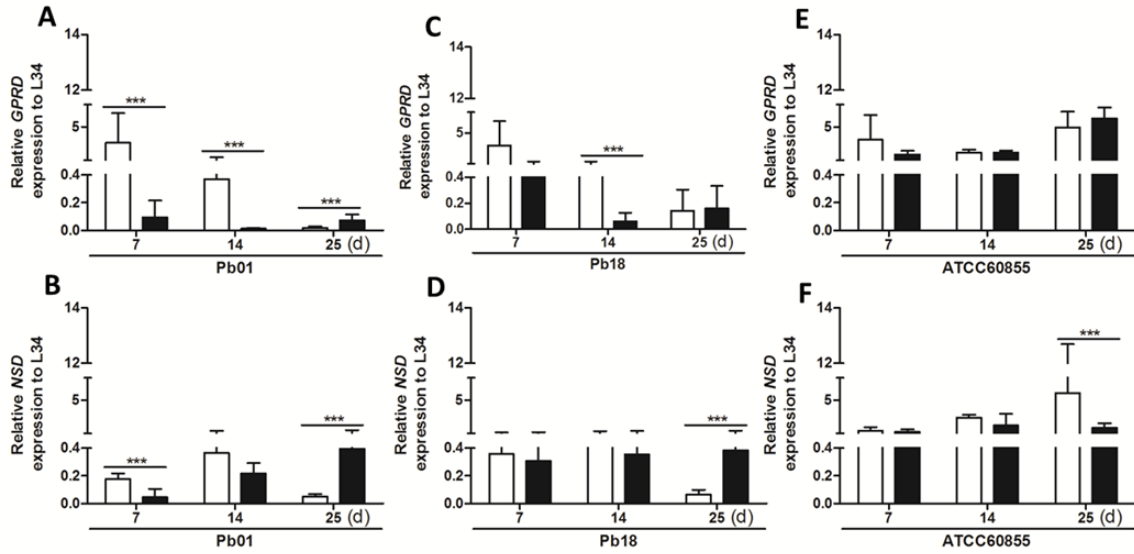 A
Relative GPRD
expression to L34
14
12
5
0.4
0.2
0.0
***
***
***
7
14
25 (d)
Pb01
C
Relative GPRD
expression to L34
14
12
5
0.4
0.2
0.0
***
7
14
25 (d)
Pb18
E
Relative GPRD
expression to L34
14
12
5
0.4
0.2
0.0
7
14
25 (d)
ATCC60855
B
Relative NSD
expression to L34
14
12
5
0.4
0.2
0.0
***
***
7
14
25 (d)
Pb01
D
Relative NSD
expression to L34
14
12
5
0.4
0.2
0.0
***
7
14
25 (d)
Pb18
F
Relative NSD
expression to L34
14
12
5
0.4
0.2
0.0
***
7
14
25 (d)
ATCC60855